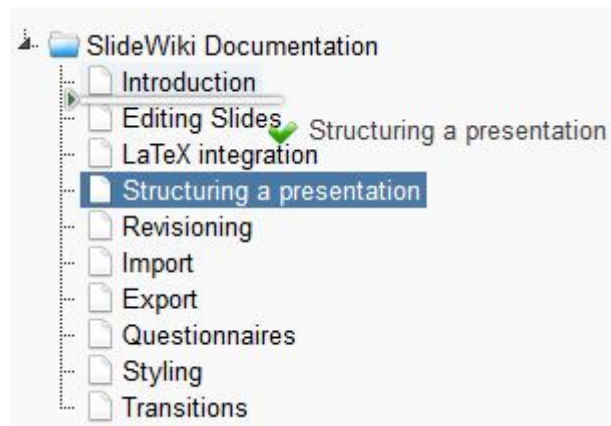 SlideWiki Documentation
Introduction
Editing Slides
Structuring a presentation
LaTeX integration
Structuring a presentation
Revisioning
Import
Export
Questionnaires
Styling
Transitions